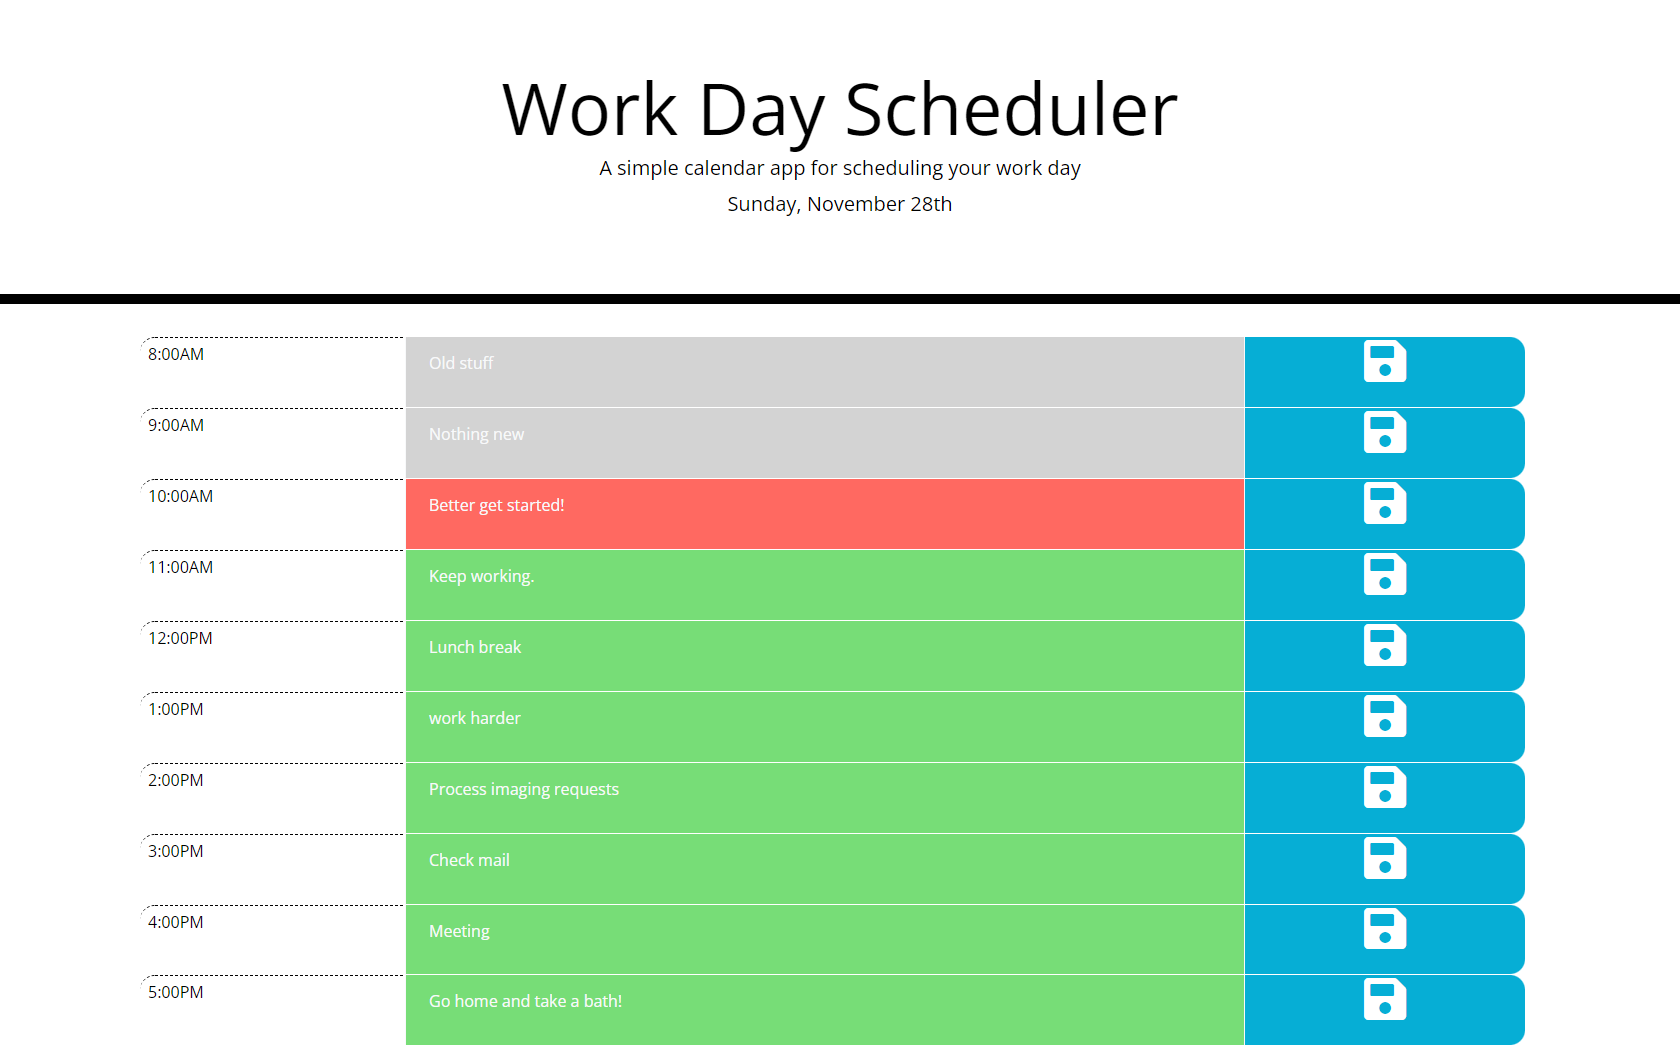 Work Day Scheduler
A simple calendar app for scheduling your work day
Sunday, November 28th
8:00AM Old stuff
9:00AM Nothing new
10:00AM Better get started!
11:00AM Keep working.
12:00PM Lunch break
1:00PM work harder
2:00PM Process imaging requests
3:00PM Check mail
4:00PM Meeting
5:00PM Go home and take a bath!